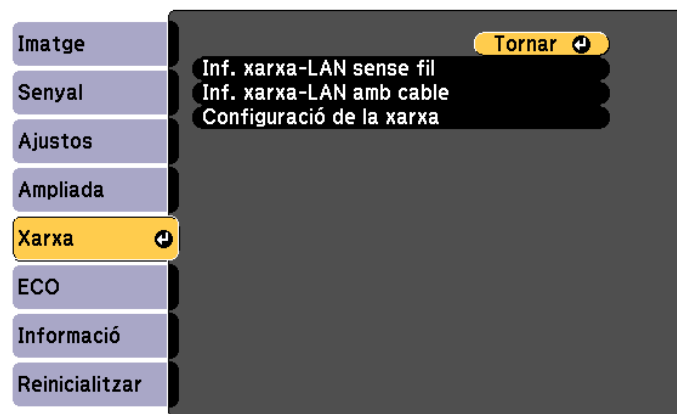 Imatge
Senyal
Ajustos
Ampliada
Xarxa
ECO
Informació
Reinicialitzar
Tornar
Inf. xarxa-LAN sense fil
Inf. xarxa-LAN amb cable
Configuració de la xarxa